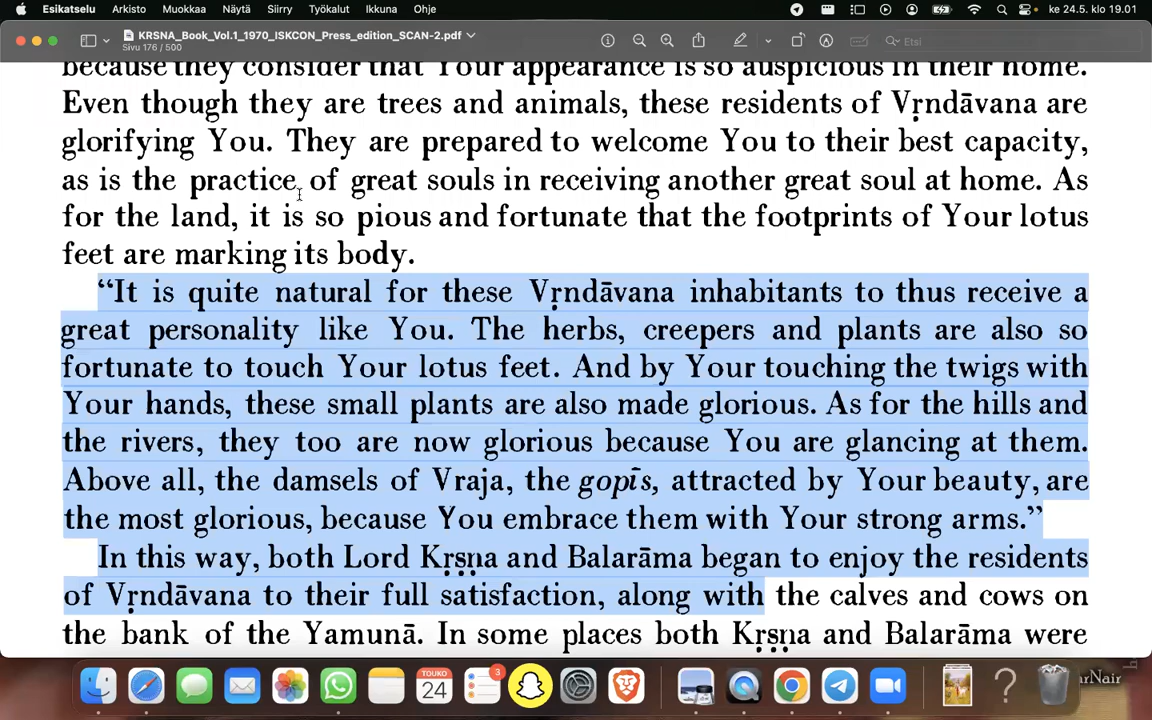 Esikatselu Arkisto Muokkaa Näytä Siirry Työkalut Ikkuna Ohje ke 24.5. klo 19.01
KRSNA_Book_Vol.1_1970_ISKCON_Press_edition_SCAN-2.pdf
Sivu 176 / 500
Etsi
because they consider that Your appearance is so auspicious in their home.
Even though they are trees and animals, these residents of Vṛndāvana are
glorifying You. They are prepared to welcome You to their best capacity,
as is the practice of great souls in receiving another great soul at home. As
for the land, it is so pious and fortunate that the footprints of Your lotus
feet are marking its body.
“It is quite natural for these Vṛndāvana inhabitants to thus receive a
great personality like You. The herbs, creepers and plants are also so
fortunate to touch Your lotus feet. And by Your touching the twigs with
Your hands, these small plants are also made glorious. As for the hills and
the rivers, they too are now glorious because You are glancing at them.
Above all, the damsels of Vraja, the gopīs, attracted by Your beauty, are
the most glorious, because You embrace them with Your strong arms.”
In this way, both Lord Kṛṣṇa and Balarāma began to enjoy the residents
of Vṛndāvana to their full satisfaction, along with the calves and cows on
the bank of the Yamunā. In some places both Kṛṣṇa and Balarāma were
TOUKO
24
3
arNair